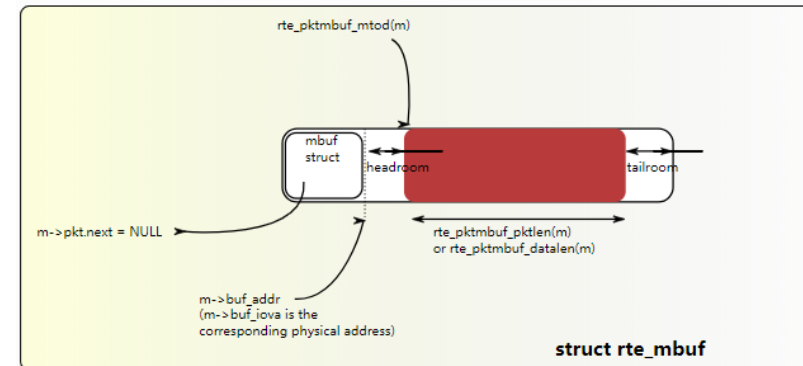 rte_pktmbuf_mtod(m)
mbuf
struct
headroom
tailroom
m->pkt.next = NULL
rte_pktmbuf_pktlen(m)
or rte_pktmbuf_datalen(m)
m->buf_addr
(m->buf_iova is the
corresponding physical address)
struct rte_mbuf